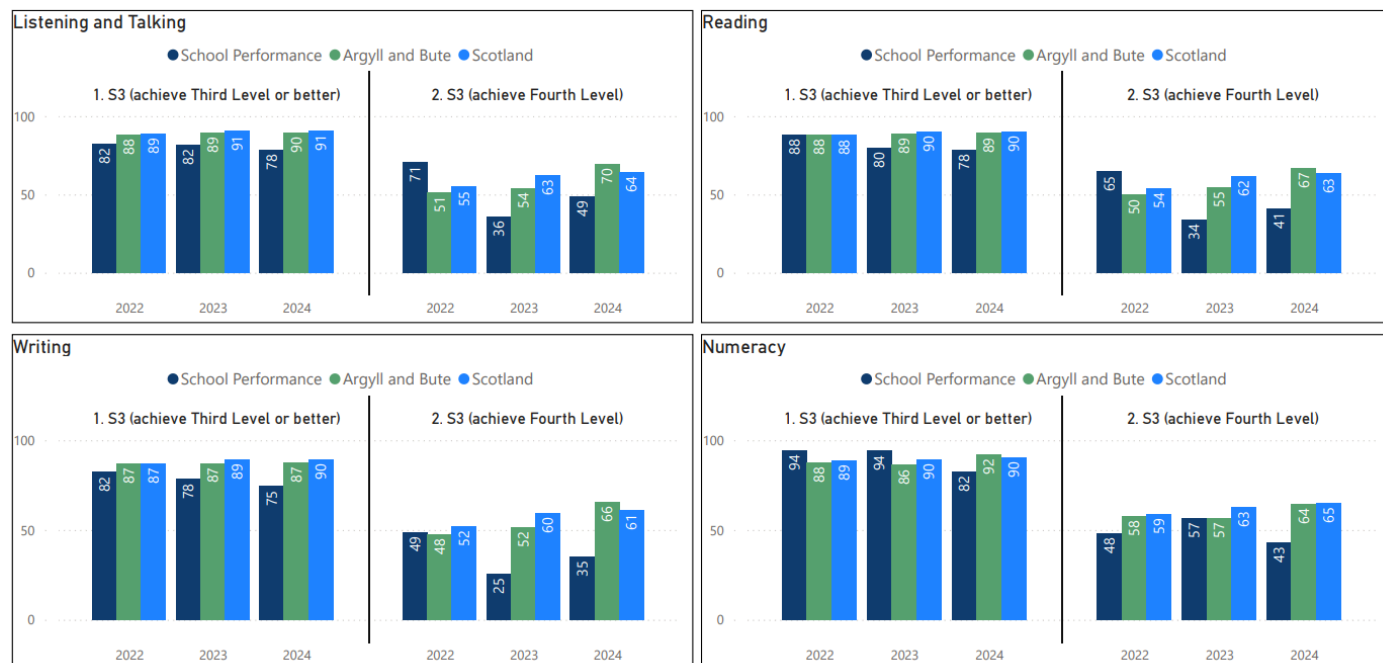 Listening and Talking
School Performance Argyll and Bute Scotland
1. S3 (achieve Third Level or better) 2. S3 (achieve Fourth Level)
100
50
0
82 88 89 82 89 91 78 90 91 71 51 55 36 54 63 49 70 64
2022 2023 2024 2022 2023 2024
Reading
School Performance Argyll and Bute Scotland
1. S3 (achieve Third Level or better) 2. S3 (achieve Fourth Level)
100
50
0
88 88 88 80 89 90 78 89 90 65 50 54 34 55 62 41 67 63
2022 2023 2024 2022 2023 2024
Writing
School Performance Argyll and Bute Scotland
1. S3 (achieve Third Level or better) 2. S3 (achieve Fourth Level)
100
50
0
82 87 87 78 87 89 75 87 90 49 48 52 25 52 60 35 66 61
2022 2023 2024 2022 2023 2024
Numeracy
School Performance Argyll and Bute Scotland
1. S3 (achieve Third Level or better) 2. S3 (achieve Fourth Level)
100
50
0
94 88 89 94 86 90 82 92 90 48 58 59 57 57 63 43 64 65
2022 2023 2024 2022 2023 2024